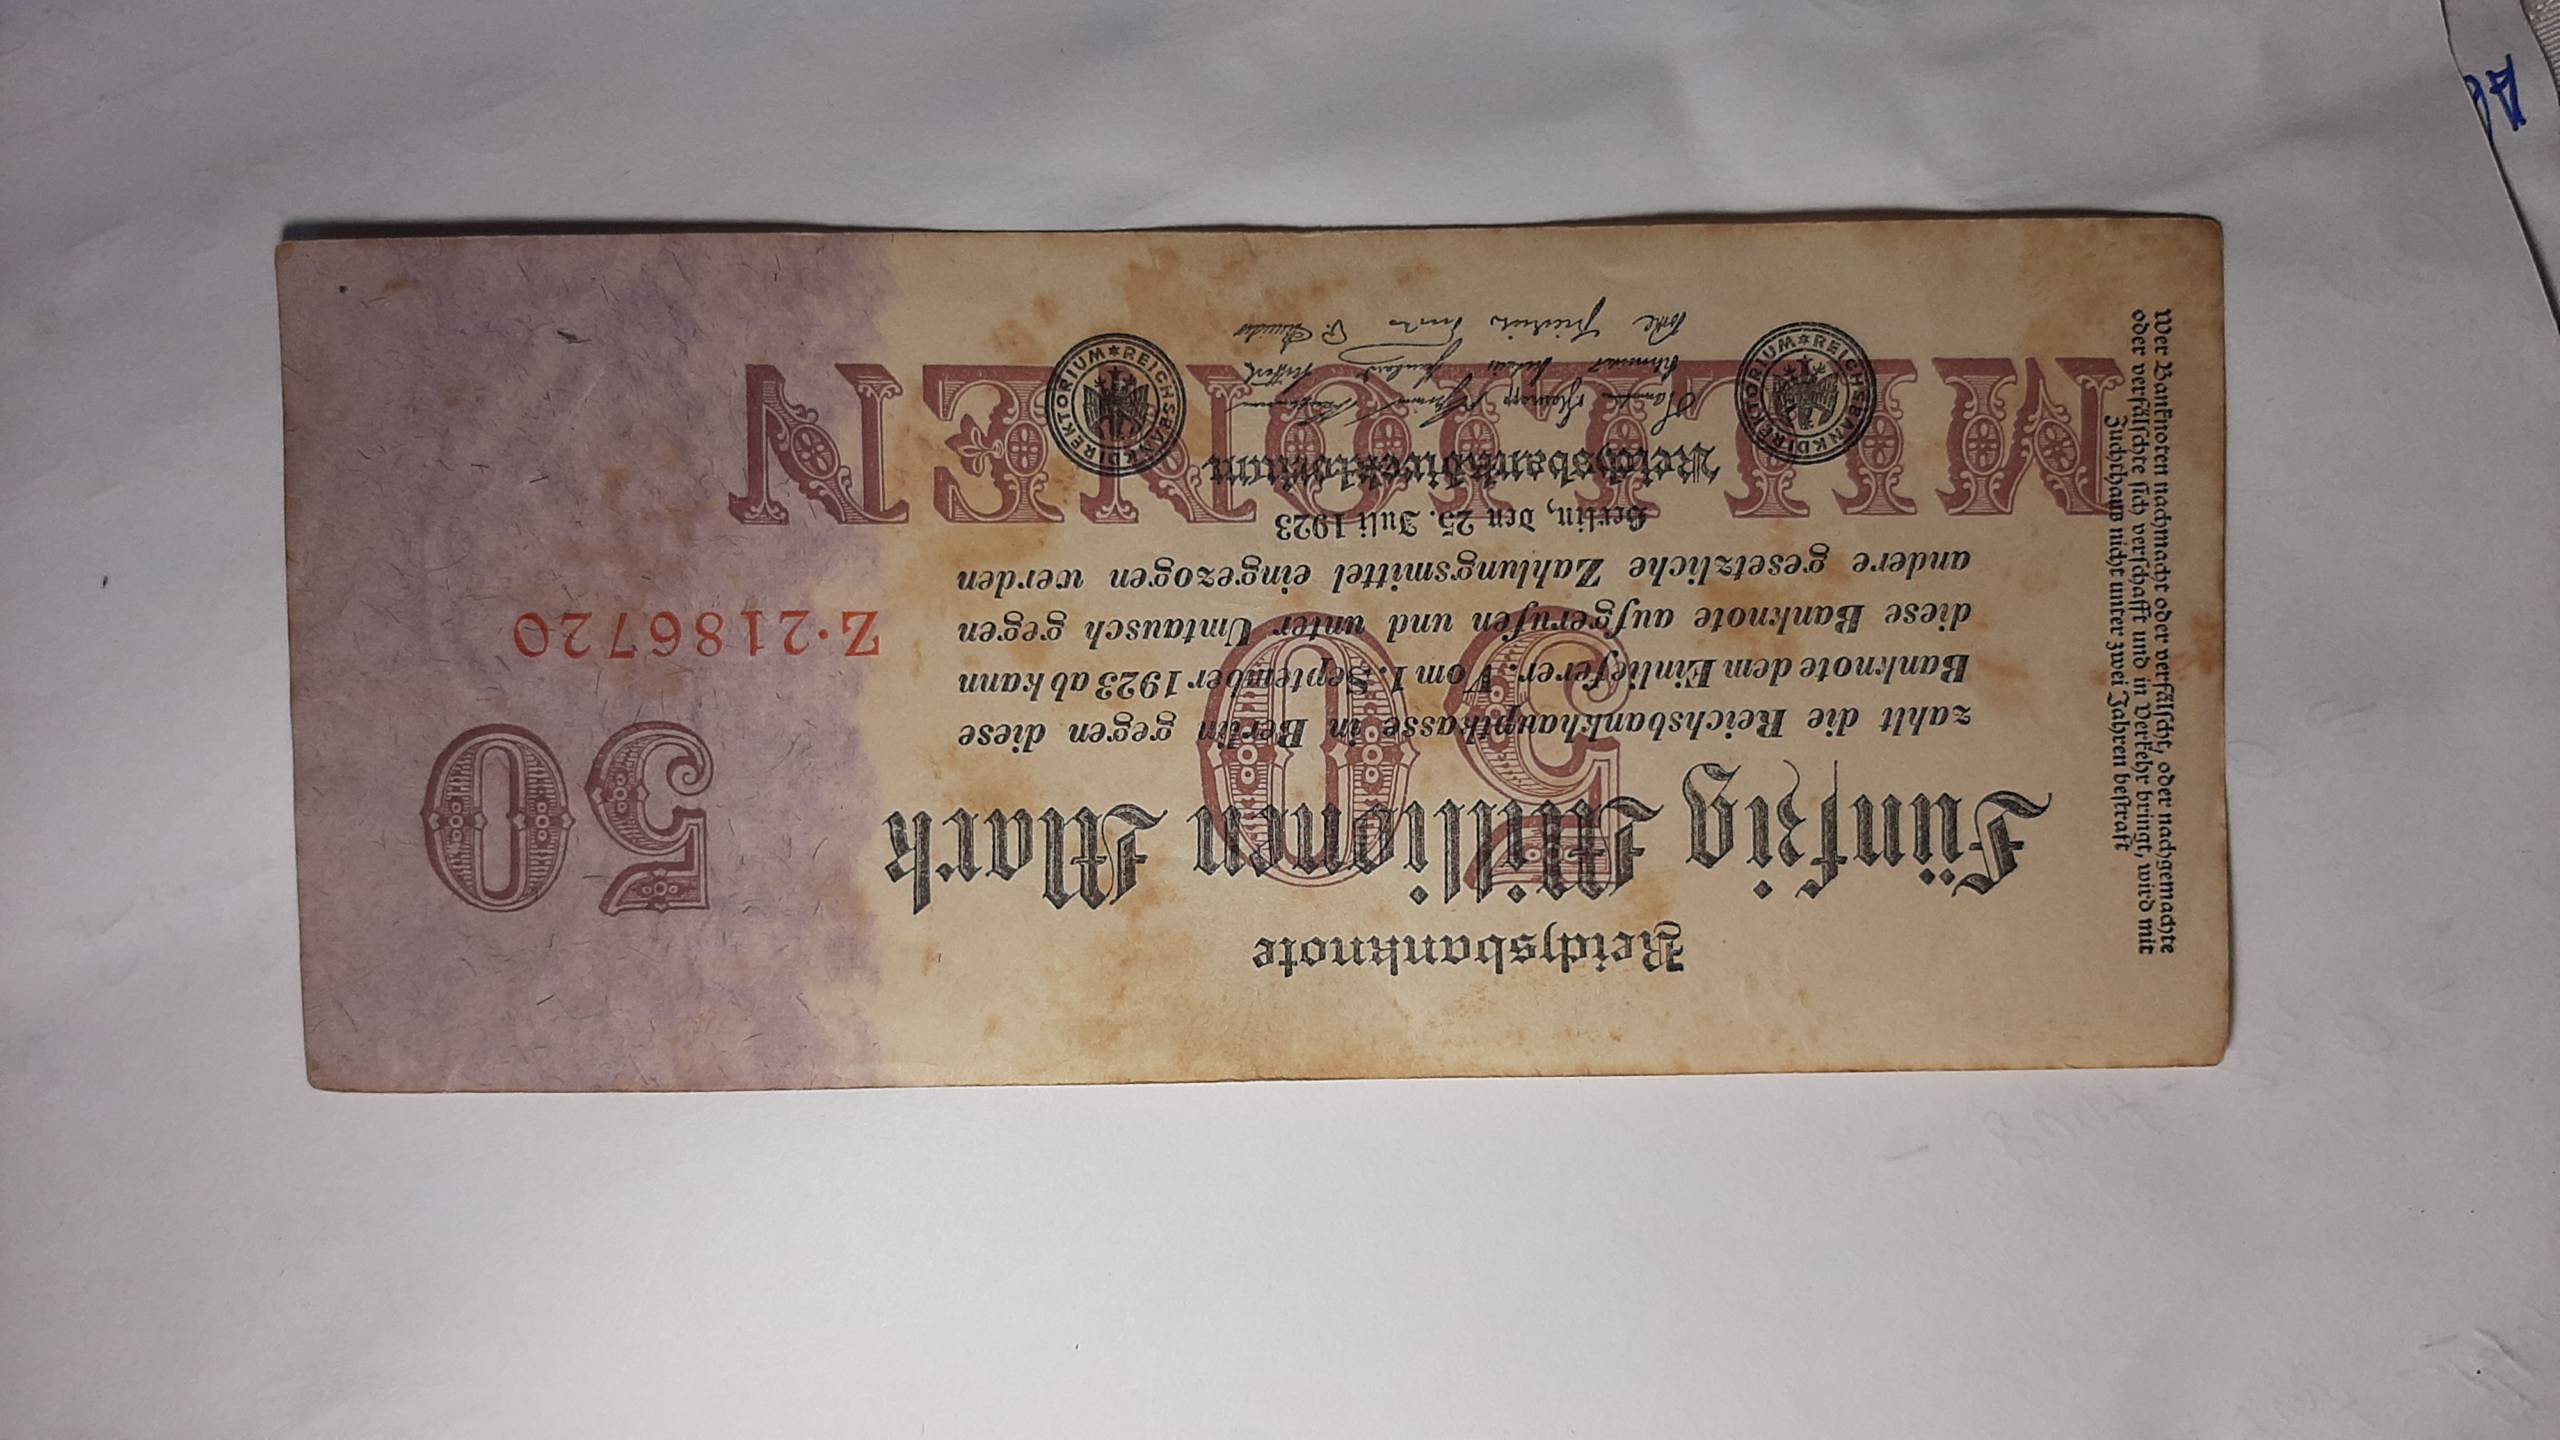 Reichsbanknote
Fünfzig Millionen Mark
50
zahlt die Reichsbankhauptkasse in Berlin gegen diese
Banknote dem Einlieferer. Vom 1. September 1923 ab kann
diese Banknote aufgerufen und unter Umtausch gegen
andere gesetzliche Zahlungsmittel eingezogen werden
Berlin, den 25. Juli 1923
Reichsbankdirektorium
REICHSBANKDIREKTORIUM
REICHSBANKDIREKTORIUM
50
MILLIONEN
Z·2186720
Wer Banknoten nachmacht oder verfälscht, oder nachgemachte
oder verfälschte sich verschafft und in Verkehr bringt, wird mit
Zuchthaus nicht unter zwei Jahren bestraft